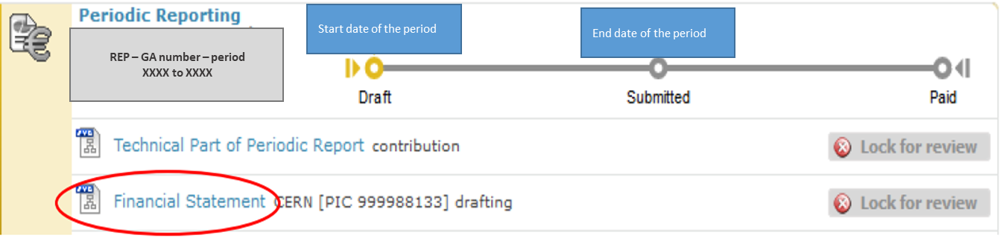 Periodic Reporting
REP – GA number – period
XXXX to XXXX
Start date of the period
End date of the period
Draft
Submitted
Paid
Technical Part of Periodic Report contribution
Lock for review
Financial Statement CERN [PIC 999988133] drafting
Lock for review